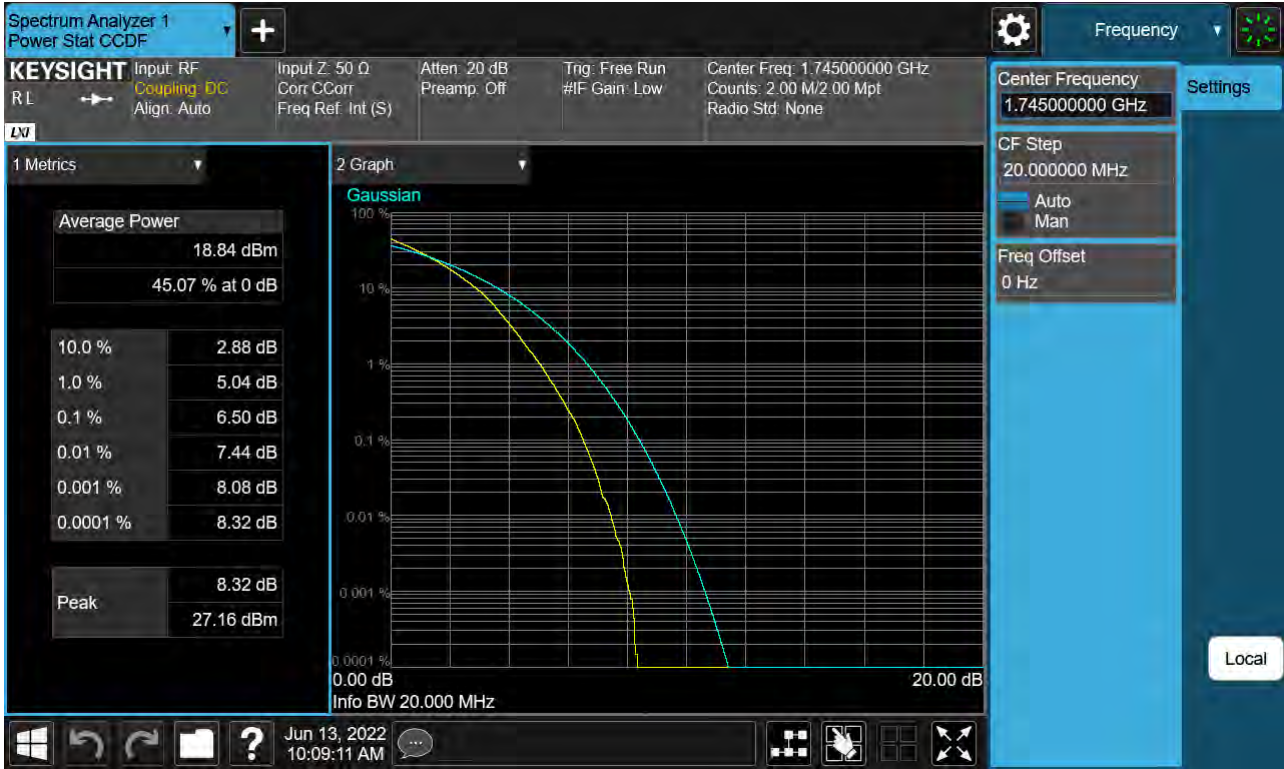 Spectrum Analyzer 1
Power Stat CCDF
Frequency
KEYSIGHT
R L
LXI
Input: RF
Coupling: DC
Align: Auto
Input Z: 50 Ω
Corr CCorr
Freq Ref: Int (S)
Atten: 20 dB
Preamp: Off
Trig: Free Run
#IF Gain: Low
Center Freq: 1.745000000 GHz
Counts: 2.00 M/2.00 Mpt
Radio Std: None
1 Metrics
Average Power
18.84 dBm
45.07 % at 0 dB
10.0 % 2.88 dB
1.0 % 5.04 dB
0.1 % 6.50 dB
0.01 % 7.44 dB
0.001 % 8.08 dB
0.0001 % 8.32 dB
Peak
8.32 dB
27.16 dBm
2 Graph
Gaussian
100 %
10 %
1 %
0.1 %
0.01 %
0.001 %
0.0001 %
0.00 dB 20.00 dB
Info BW 20.000 MHz
Center Frequency
1.745000000 GHz
CF Step
20.000000 MHz
Auto
Man
Freq Offset
0 Hz
Settings
Local
?
Jun 13, 2022
10:09:11 AM